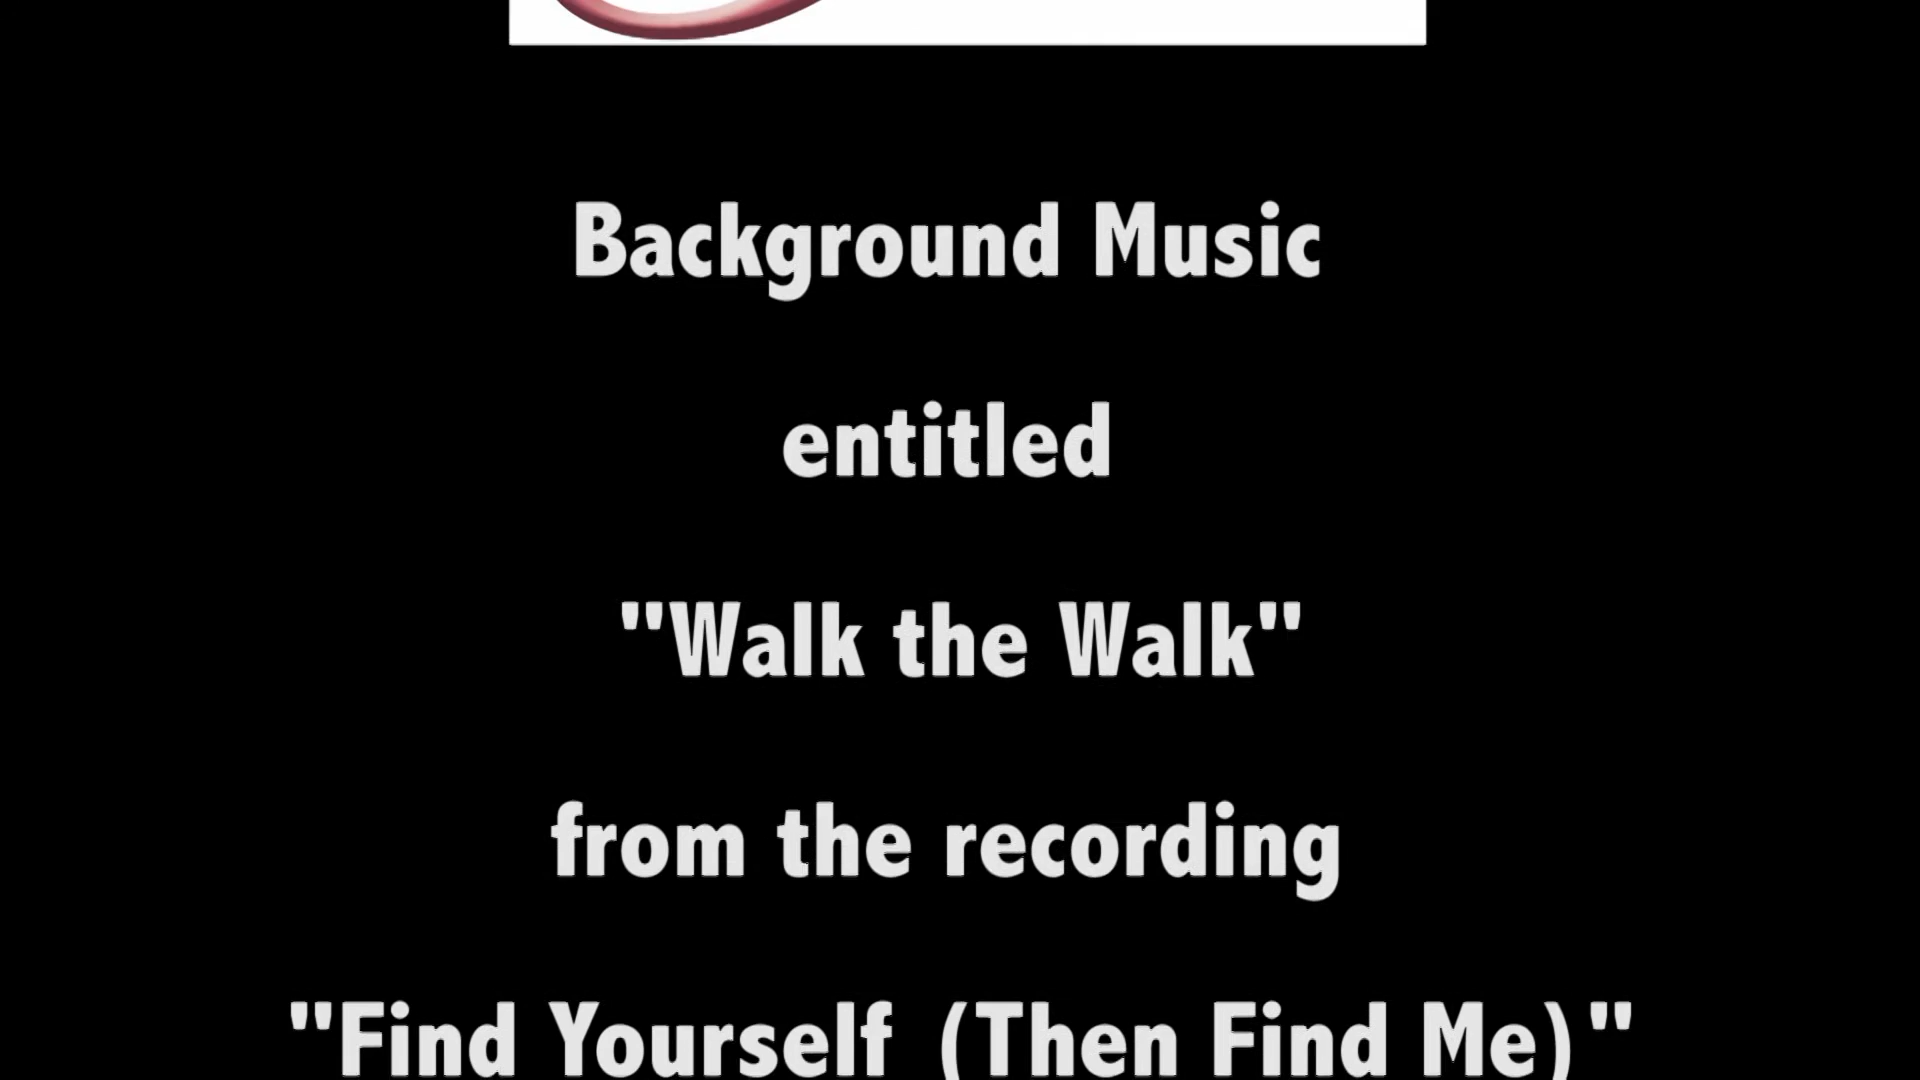 Background Music
entitled
"Walk the Walk"
from the recording
"Find Yourself (Then Find Me)"